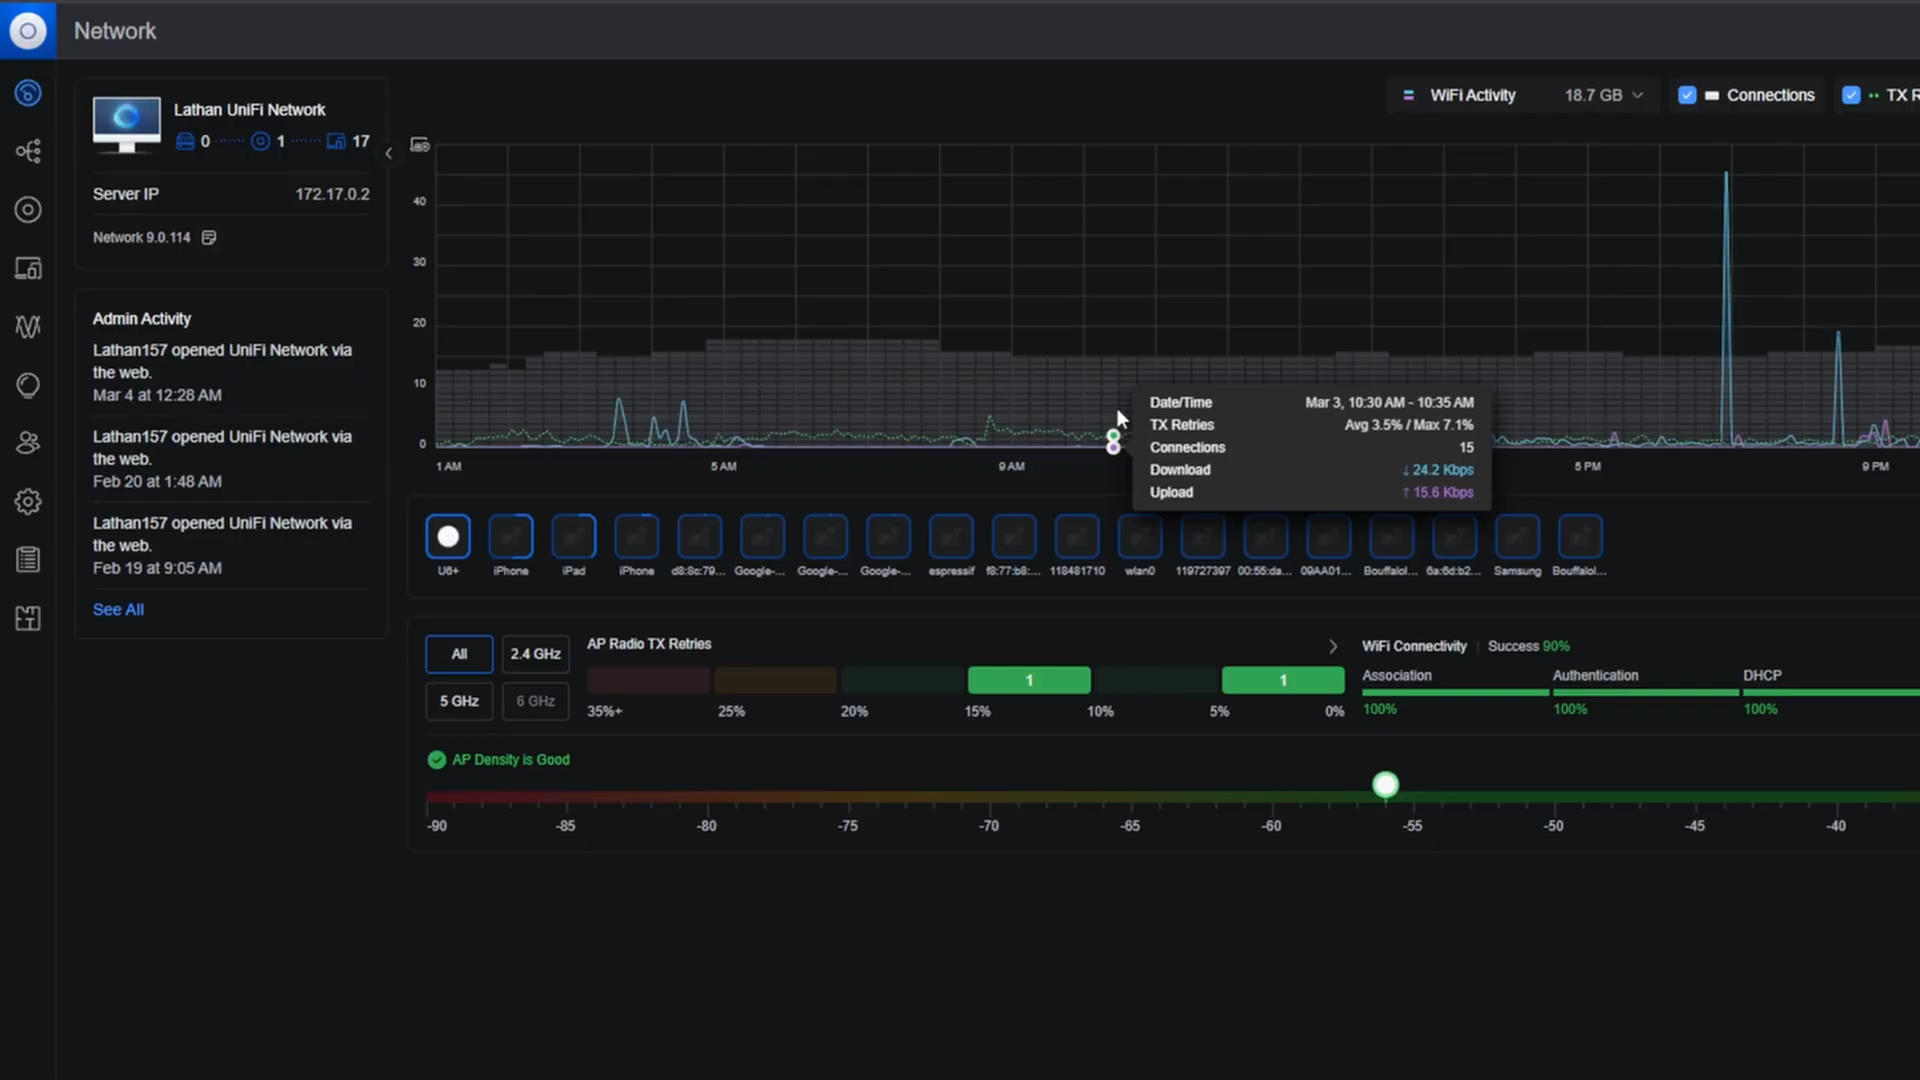 Network
Lathan UniFi Network
0 1 17
Server IP 172.17.0.2
Network 9.0.114
Admin Activity
Lathan157 opened UniFi Network via
the web.
Mar 4 at 12:28 AM
Lathan157 opened UniFi Network via
the web.
Feb 20 at 1:48 AM
Lathan157 opened UniFi Network via
the web.
Feb 19 at 9:05 AM
See All
WiFi Activity 18.7 GB Connections TX R
40
30
20
10
0
1 AM 5 AM 9 AM 5 PM 9 PM
Date/Time Mar 3, 10:30 AM - 10:35 AM
TX Retries Avg 3.5% / Max 7.1%
Connections 15
Download ↓ 24.2 Kbps
Upload ↑ 15.6 Kbps
U6+ iPhone iPad iPhone d8:8c:79... Google-... Google-... Google-... espressif f8:77:b8:... 118481710 wlan0 119727397 00:55:da... 09AA01... Bouffalol... 6a:6d:b2... Samsung Bouffalol...
All 2.4 GHz
5 GHz 6 GHz
AP Radio TX Retries
1 1
35%+ 25% 20% 15% 10% 5% 0%
WiFi Connectivity | Success 90%
Association Authentication DHCP
100% 100% 100%
AP Density is Good
-90 -85 -80 -75 -70 -65 -60 -55 -50 -45 -40